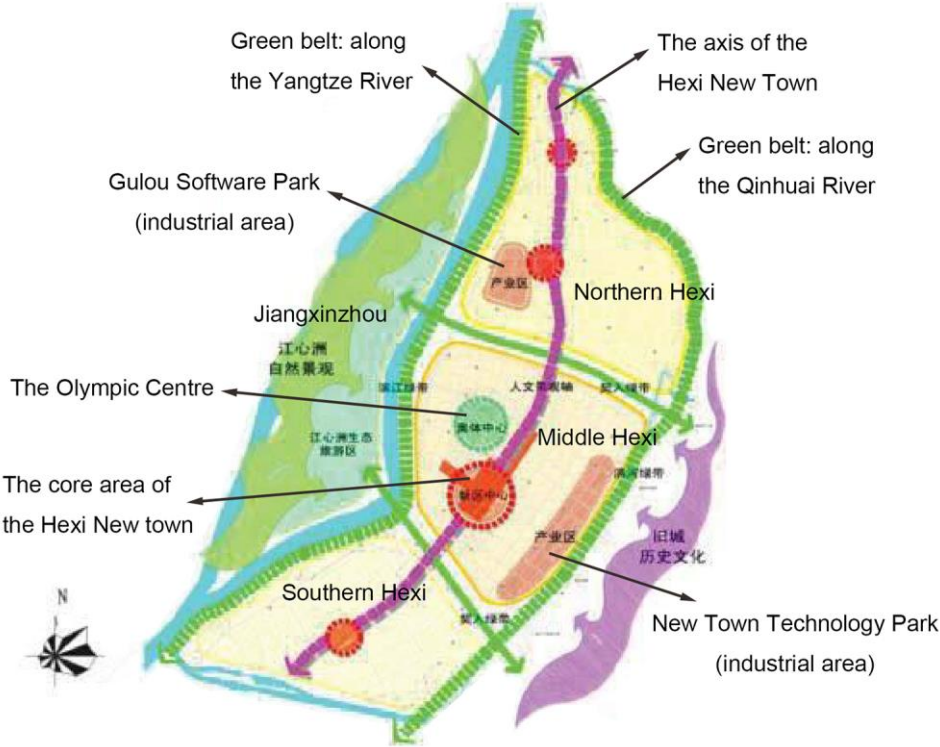 Green belt: along
the Yangtze River
The axis of the
Hexi New Town
Green belt: along
the Qinhuai River
Gulou Software Park
(industrial area)
产业区
Northern Hexi
Jiangxinzhou
江心洲
自然景观
The Olympic Centre
滨江绿带
人文景观轴
楔入绿带
奥体中心
Middle Hexi
江心洲生态
旅游区
滨河绿带
The core area of
the Hexi New town
新区中心
产业区
旧城
历史文化
Southern Hexi
楔入绿带
N
New Town Technology Park
(industrial area)